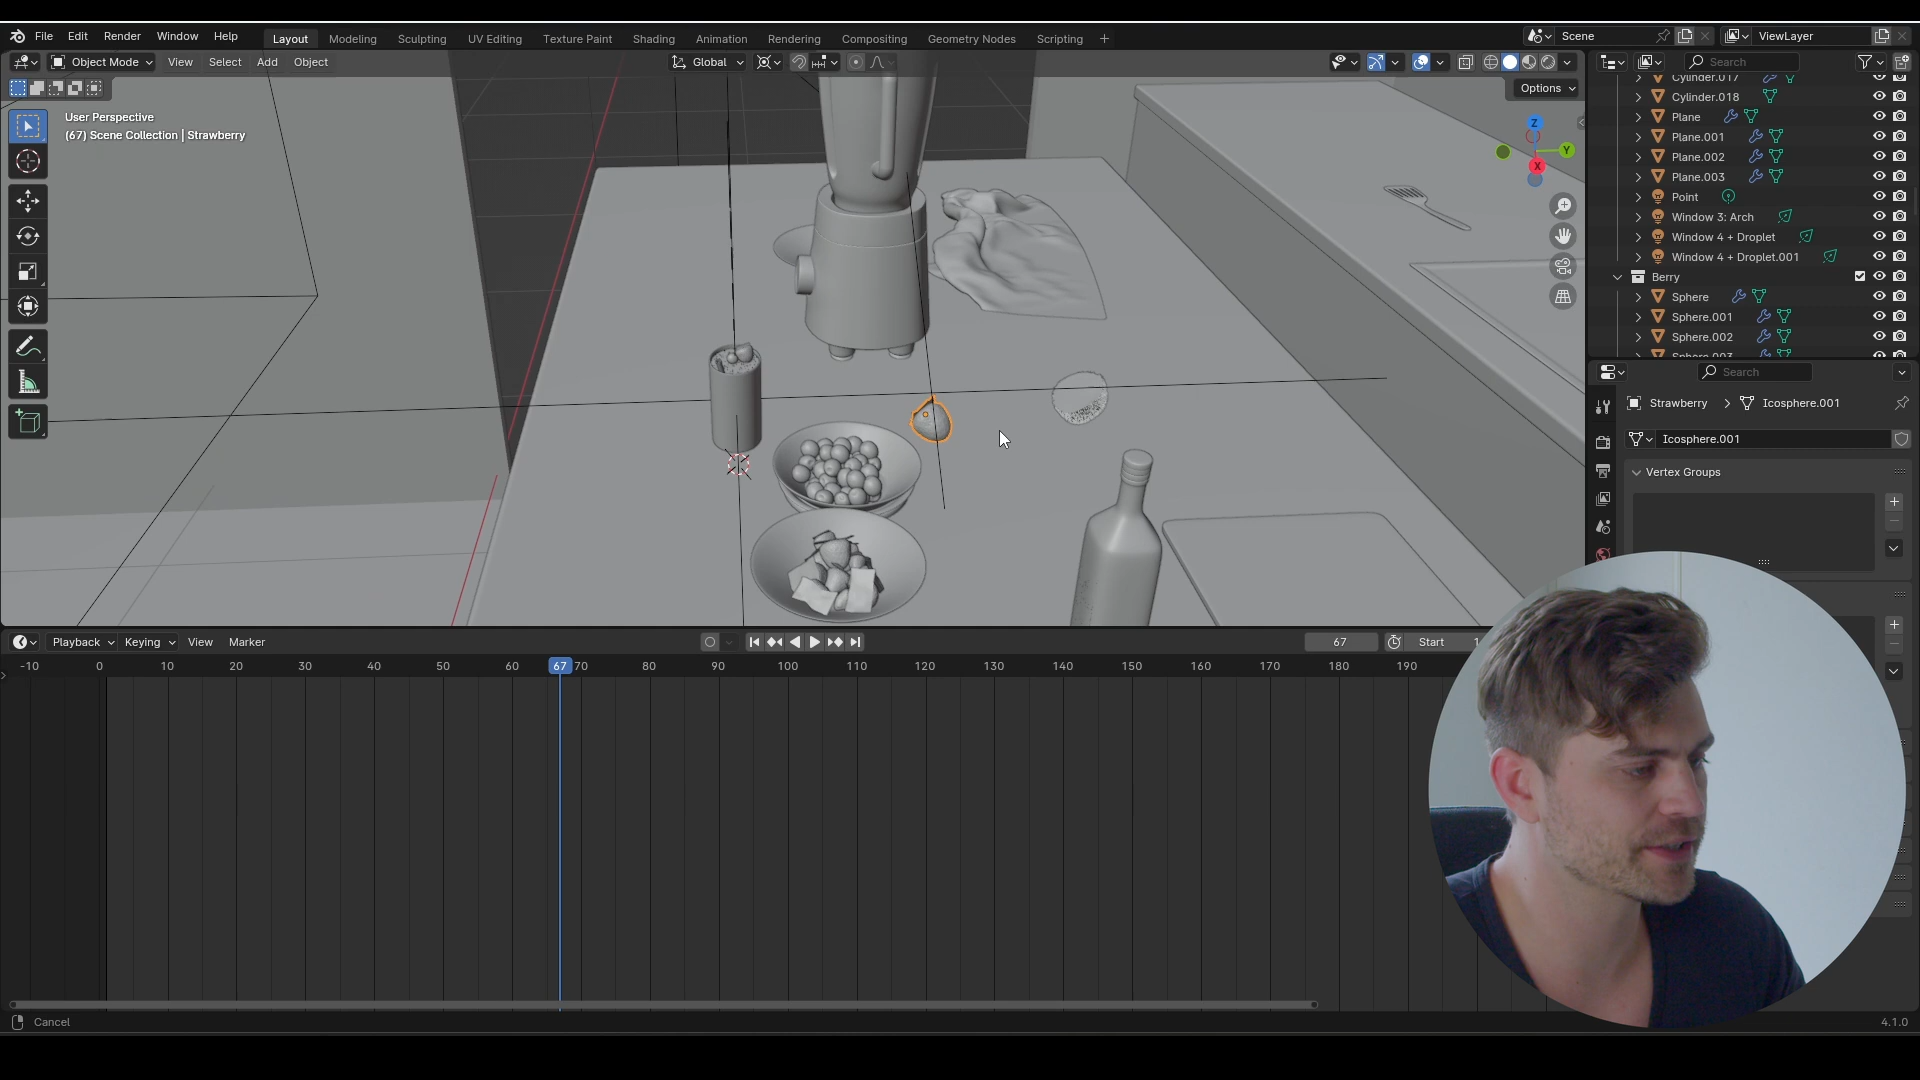 File Edit Render Window Help Layout Modeling Sculpting UV Editing Texture Paint Shading Animation Rendering Compositing Geometry Nodes Scripting + Scene ViewLayer
Object Mode View Select Add Object Global Search
Options
User Perspective
(67) Scene Collection | Strawberry
Z
Y
X
Cylinder.017
Cylinder.018
Plane
Plane.001
Plane.002
Plane.003
Point
Window 3: Arch
Window 4 + Droplet
Window 4 + Droplet.001
Berry
Sphere
Sphere.001
Sphere.002
Sphere.003
Search
Strawberry > Icosphere.001
Icosphere.001
Vertex Groups
Playback Keying View Marker 67 Start 1
-10 0 10 20 30 40 50 60 67 70 80 90 100 110 120 130 140 150 160 170 180 190
Cancel 4.1.0